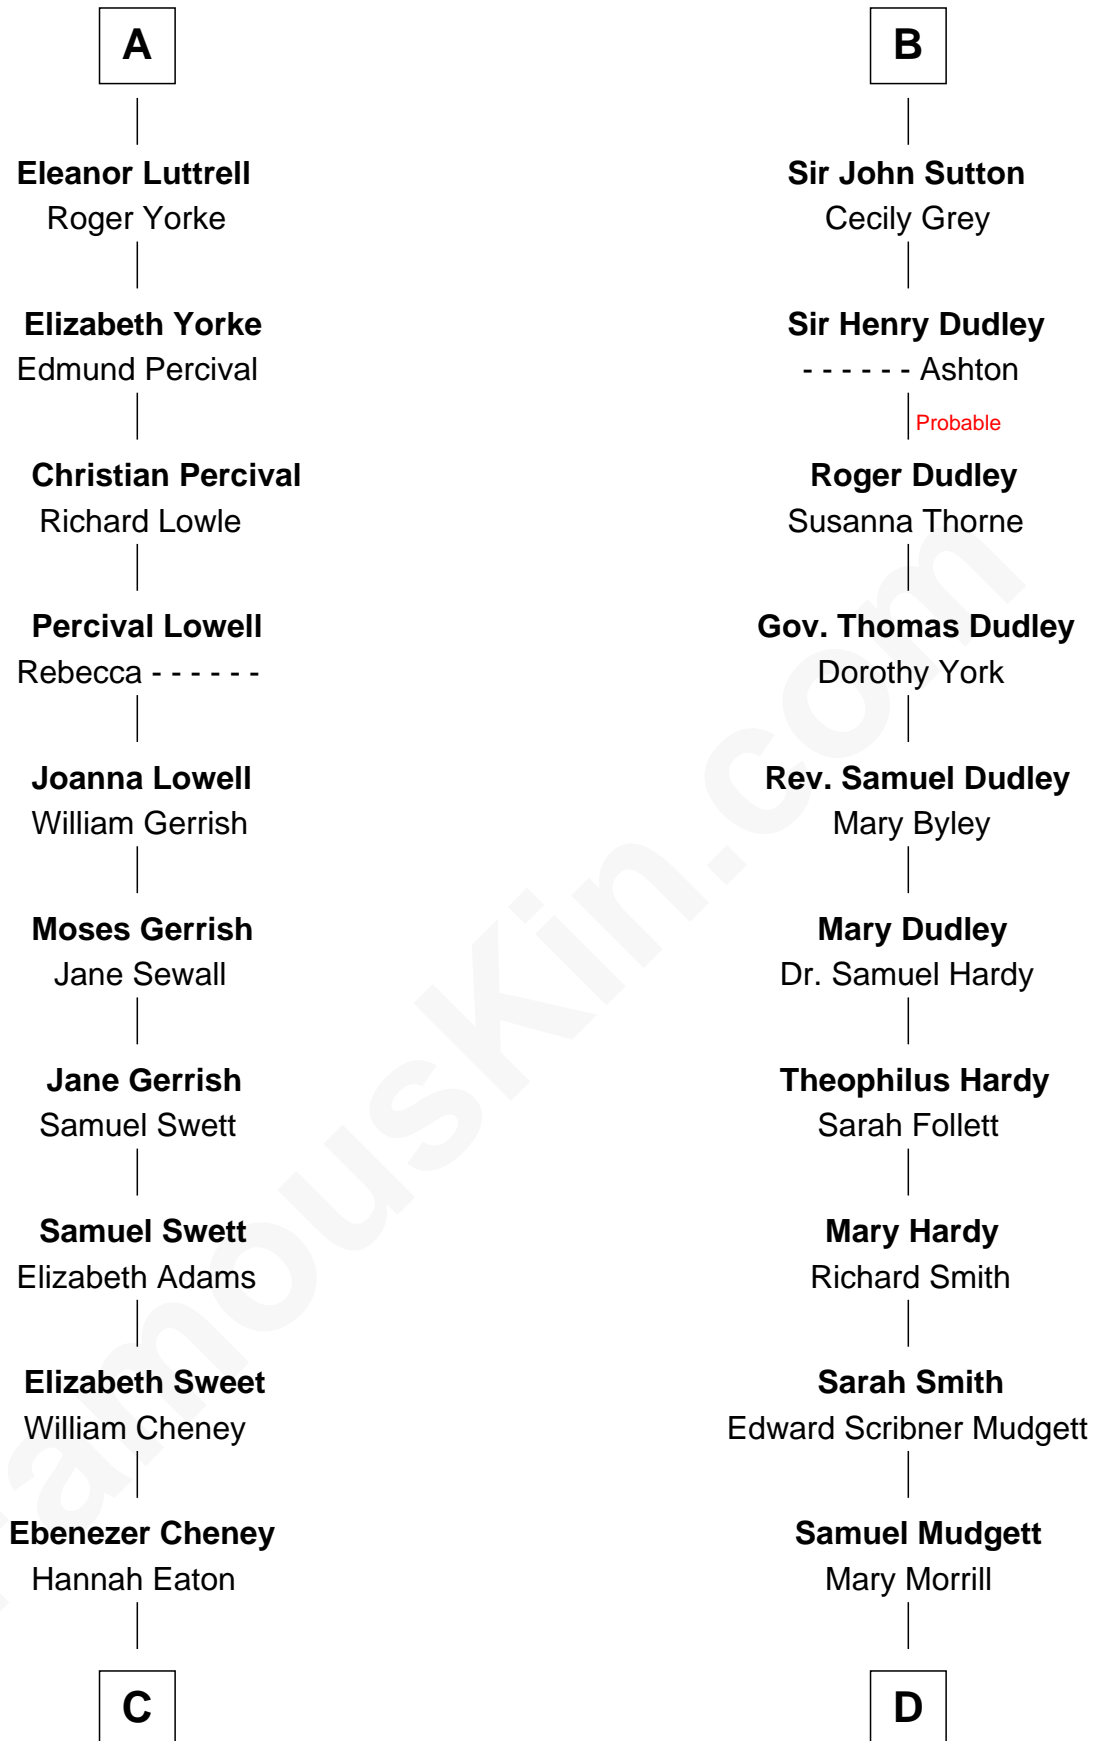 A
Eleanor Luttrell
Roger Yorke
Elizabeth Yorke
Edmund Percival
Christian Percival
Richard Lowle
Percival Lowell
Rebecca - - - - - -
Joanna Lowell
William Gerrish
Moses Gerrish
Jane Sewall
Jane Gerrish
Samuel Swett
Samuel Swett
Elizabeth Adams
Elizabeth Sweet
William Cheney
Ebenezer Cheney
Hannah Eaton
C
B
Sir John Sutton
Cecily Grey
Sir Henry Dudley
- - - - - - Ashton
Probable
Roger Dudley
Susanna Thorne
Gov. Thomas Dudley
Dorothy York
Rev. Samuel Dudley
Mary Byley
Mary Dudley
Dr. Samuel Hardy
Theophilus Hardy
Sarah Follett
Mary Hardy
Richard Smith
Sarah Smith
Edward Scribner Mudgett
Samuel Mudgett
Mary Morrill
D
FamousKin.com